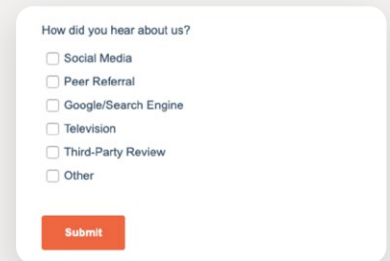 How did you hear about us?
Social Media
Peer Referral
Google/Search Engine
Television
Third-Party Review
Other
Submit